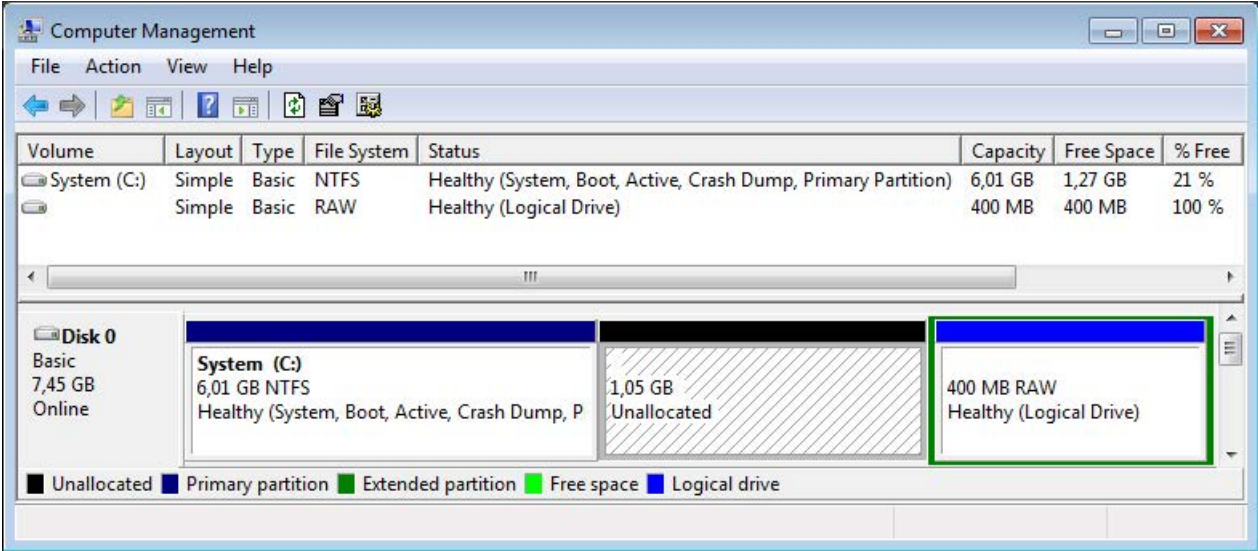 Computer Management
File Action View Help
Volume Layout Type File System Status Capacity Free Space % Free
System (C:) Simple Basic NTFS Healthy (System, Boot, Active, Crash Dump, Primary Partition) 6,01 GB 1,27 GB 21 %
Simple Basic RAW Healthy (Logical Drive) 400 MB 400 MB 100 %
Disk 0
Basic
7,45 GB
Online
System (C:)
6,01 GB NTFS
Healthy (System, Boot, Active, Crash Dump, P
1,05 GB
Unallocated
400 MB RAW
Healthy (Logical Drive)
Unallocated Primary partition Extended partition Free space Logical drive